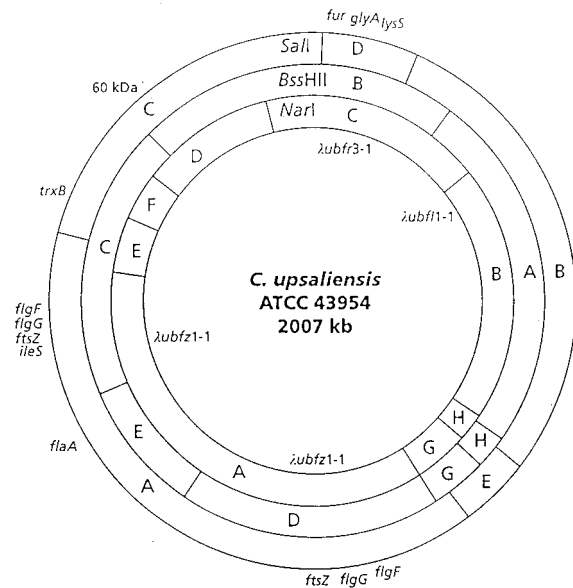 fur glyA lysS
SalI D
BssHII B
60 kDa
C
NarI C
D
λubfr3-1
trxB
F
λubfl1-1
C
E
B
A
B
C. upsaliensis
ATCC 43954
2007 kb
flgF
flgG
ftsZ
ileS
λubfz1-1
H
H
G
flaA
E
λubfz1-1
A
G
E
A
D
ftsZ flgG flgF